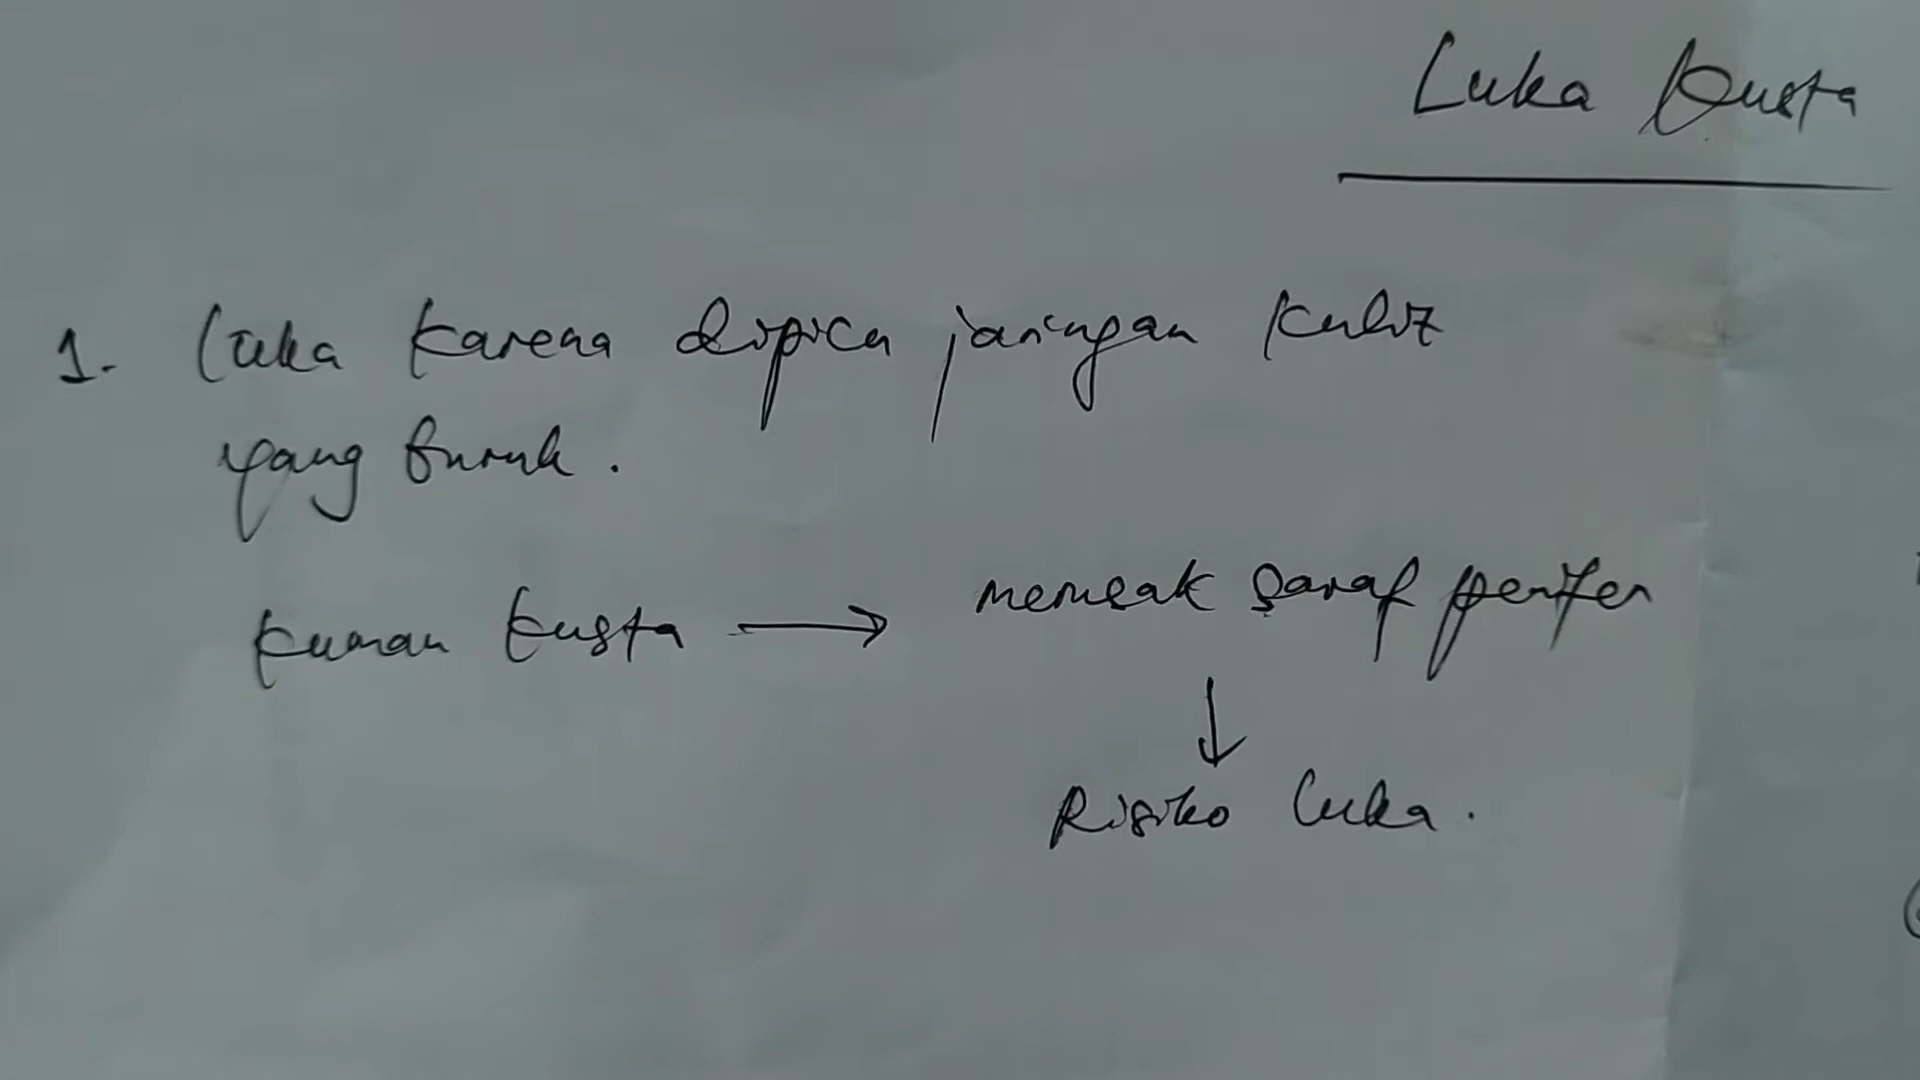 Luka Kusta
1. Luka karena dipicu jaringan kulit
yang buruk.
kuman kusta → merusak saraf perifer
↓
Risiko luka.